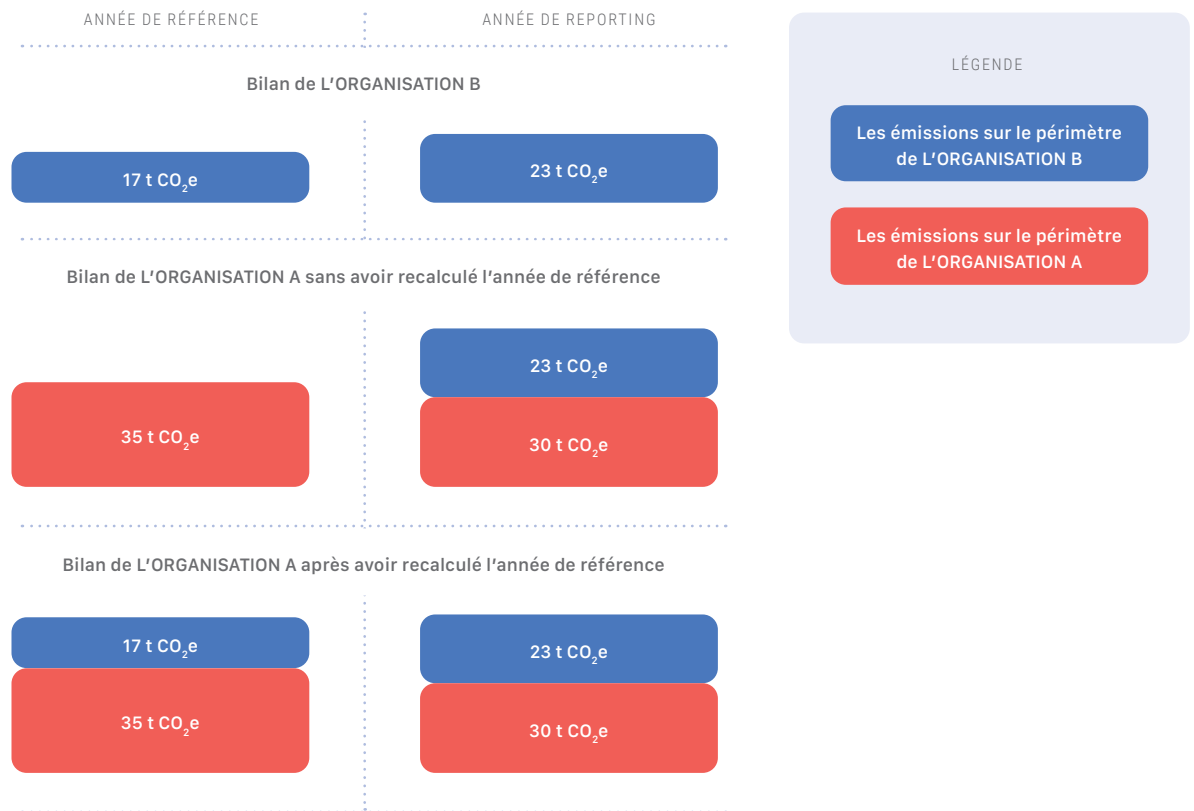 ANNÉE DE RÉFÉRENCE
ANNÉE DE REPORTING
Bilan de L'ORGANISATION B
17 t CO₂e
23 t CO₂e
Bilan de L'ORGANISATION A sans avoir recalculé l'année de référence
23 t CO₂e
35 t CO₂e
30 t CO₂e
Bilan de L'ORGANISATION A après avoir recalculé l'année de référence
17 t CO₂e
23 t CO₂e
35 t CO₂e
30 t CO₂e
LÉGENDE
Les émissions sur le périmètre
de L'ORGANISATION B
Les émissions sur le périmètre
de L'ORGANISATION A